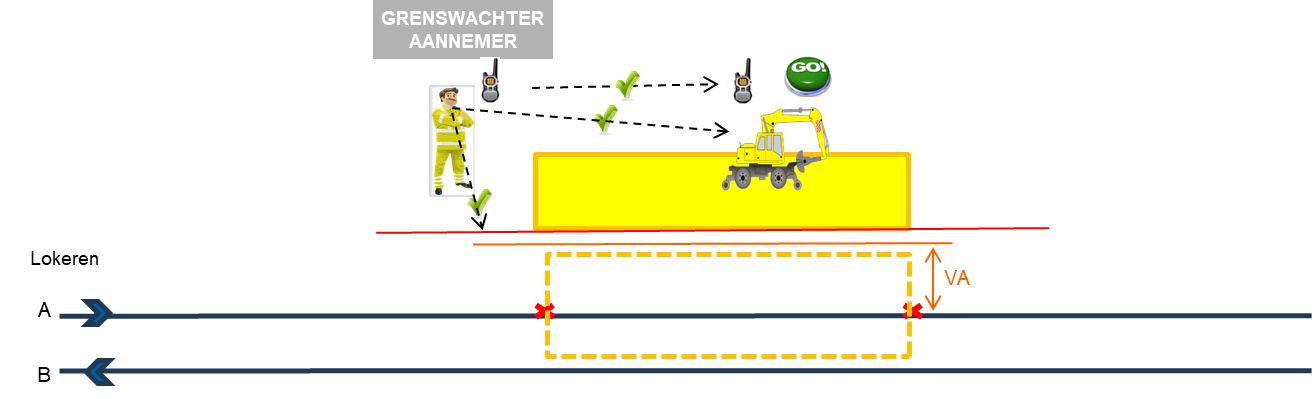 GRENSWACHTER
AANNEMER
GO!
Lokeren
VA
A
B